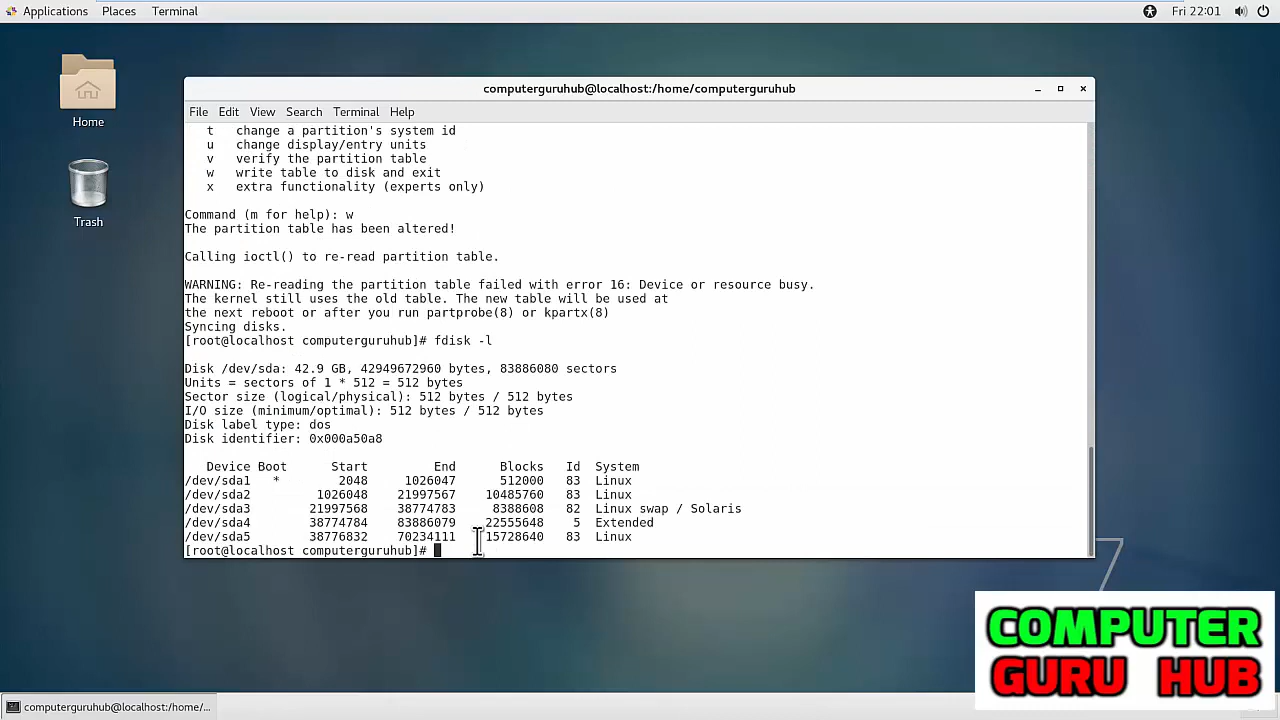 Applications Places Terminal Fri 22:01
Home
Trash
computerguruhub@localhost:/home/computerguruhub
File Edit View Search Terminal Help
t change a partition's system id
u change display/entry units
v verify the partition table
w write table to disk and exit
x extra functionality (experts only)
Command (m for help): w
The partition table has been altered!
Calling ioctl() to re-read partition table.
WARNING: Re-reading the partition table failed with error 16: Device or resource busy.
The kernel still uses the old table. The new table will be used at
the next reboot or after you run partprobe(8) or kpartx(8)
Syncing disks.
[root@localhost computerguruhub]# fdisk -l
Disk /dev/sda: 42.9 GB, 42949672960 bytes, 83886080 sectors
Units = sectors of 1 * 512 = 512 bytes
Sector size (logical/physical): 512 bytes / 512 bytes
I/O size (minimum/optimal): 512 bytes / 512 bytes
Disk label type: dos
Disk identifier: 0x000a50a8
Device Boot Start End Blocks Id System
/dev/sda1 * 2048 1026047 512000 83 Linux
/dev/sda2 1026048 21997567 10485760 83 Linux
/dev/sda3 21997568 38774783 8388608 82 Linux swap / Solaris
/dev/sda4 38774784 83886079 22555648 5 Extended
/dev/sda5 38776832 70234111 15728640 83 Linux
[root@localhost computerguruhub]#
7
COMPUTER
GURU HUB
computerguruhub@localhost:/home/...